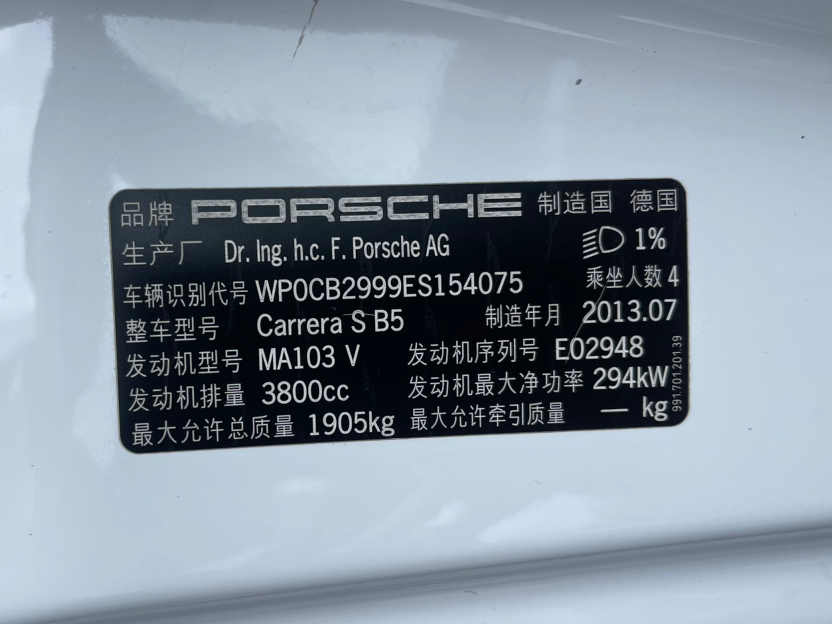 品牌 PORSCHE 制造国 德国
生产厂 Dr. Ing. h.c. F. Porsche AG 1%
车辆识别代号 WP0CB2999ES154075 乘坐人数 4
整车型号 Carrera S B5 制造年月 2013.07
发动机型号 MA103 V 发动机序列号 E02948
发动机排量 3800cc 发动机最大净功率 294kW
最大允许总质量 1905kg 最大允许牵引质量 — kg
991.701.201.39